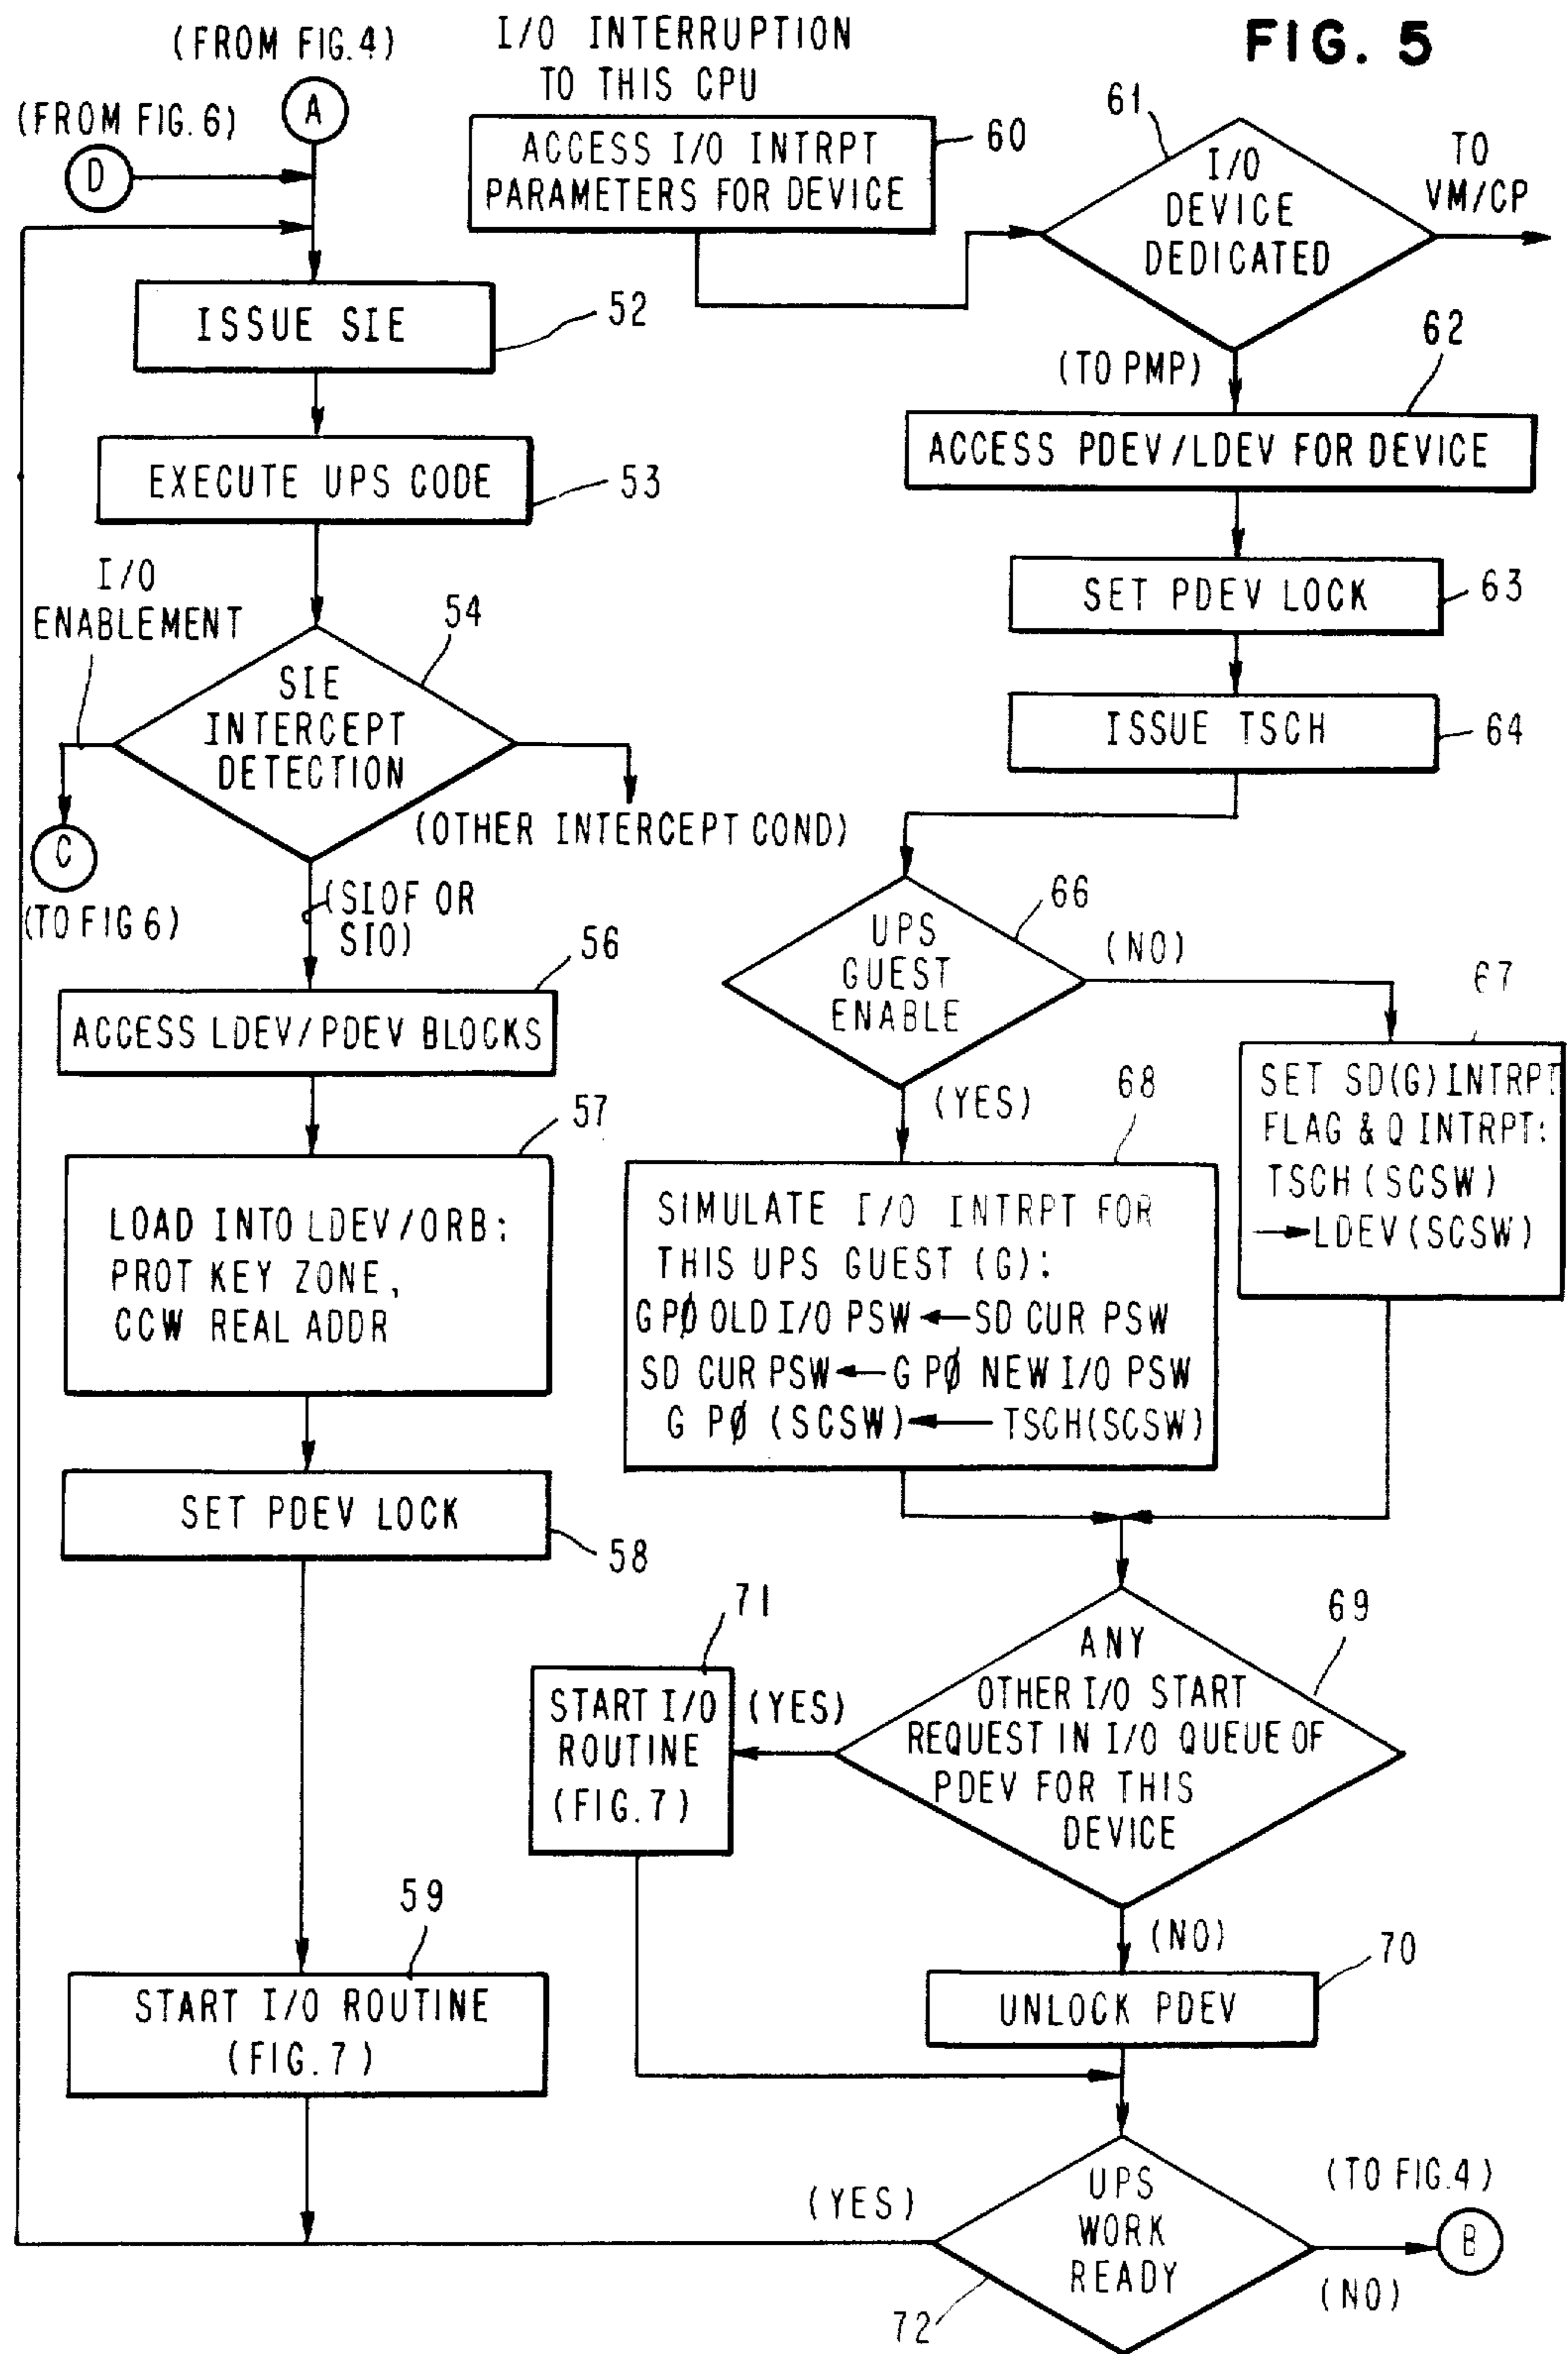 FIG. 5
(FROM FIG. 4)
A
(FROM FIG. 6)
D
ISSUE SIE
52
EXECUTE UPS CODE
53
I/O
ENABLEMENT
54
SIE
INTERCEPT
DETECTION
C
(TO FIG 6)
(OTHER INTERCEPT COND)
(SIOF OR
SIO)
56
ACCESS LDEV/PDEV BLOCKS
57
LOAD INTO LDEV/ORB:
PROT KEY ZONE,
CCW REAL ADDR
SET PDEV LOCK
58
59
START I/O ROUTINE
(FIG. 7)
I/O INTERRUPTION
TO THIS CPU
ACCESS I/O INTRPT
PARAMETERS FOR DEVICE
60
61
I/O
DEVICE
DEDICATED
TO
VM/CP
(TO PMP)
62
ACCESS PDEV/LDEV FOR DEVICE
SET PDEV LOCK
63
ISSUE TSCH
64
66
UPS
GUEST
ENABLE
(NO)
67
SET SD(G) INTRPT
FLAG & Q INTRPT:
TSCH (SCSW)
→LDEV (SCSW)
(YES)
68
SIMULATE I/O INTRPT FOR
THIS UPS GUEST (G):
G PØ OLD I/O PSW ← SD CUR PSW
SD CUR PSW ← G PØ NEW I/O PSW
G PØ (SCSW) ← TSCH(SCSW)
69
ANY
OTHER I/O START
REQUEST IN I/O QUEUE OF
PDEV FOR THIS
DEVICE
(YES)
71
START I/O
ROUTINE
(FIG. 7)
(NO)
70
UNLOCK PDEV
UPS
WORK
READY
72
(YES)
(TO FIG. 4)
B
(NO)